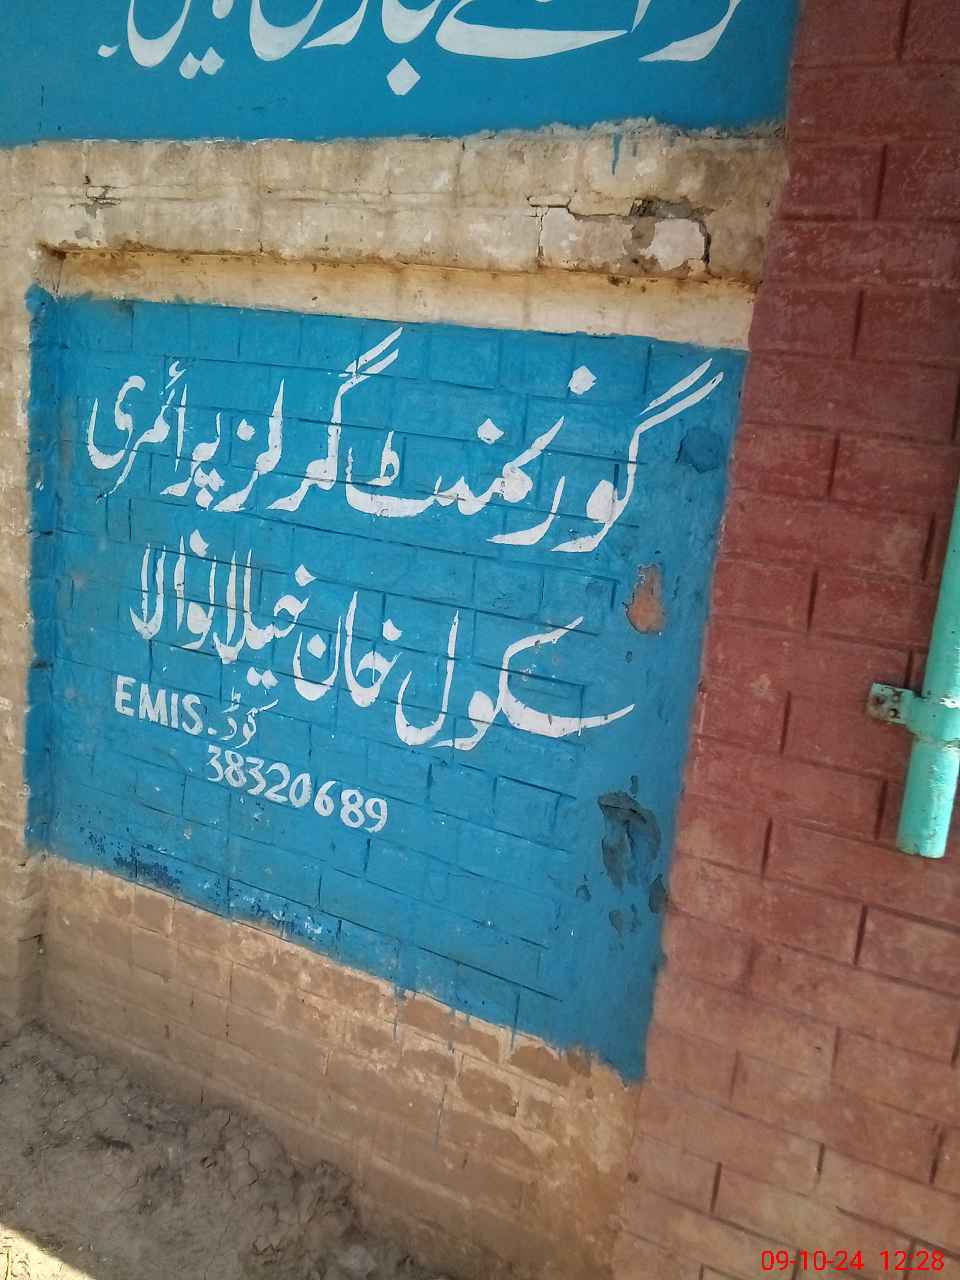 گورنمنٹ گرلز پرائمری
سکول خان خیلانوالا
EMIS. کوڈ
38320689
09-10-24 12:28